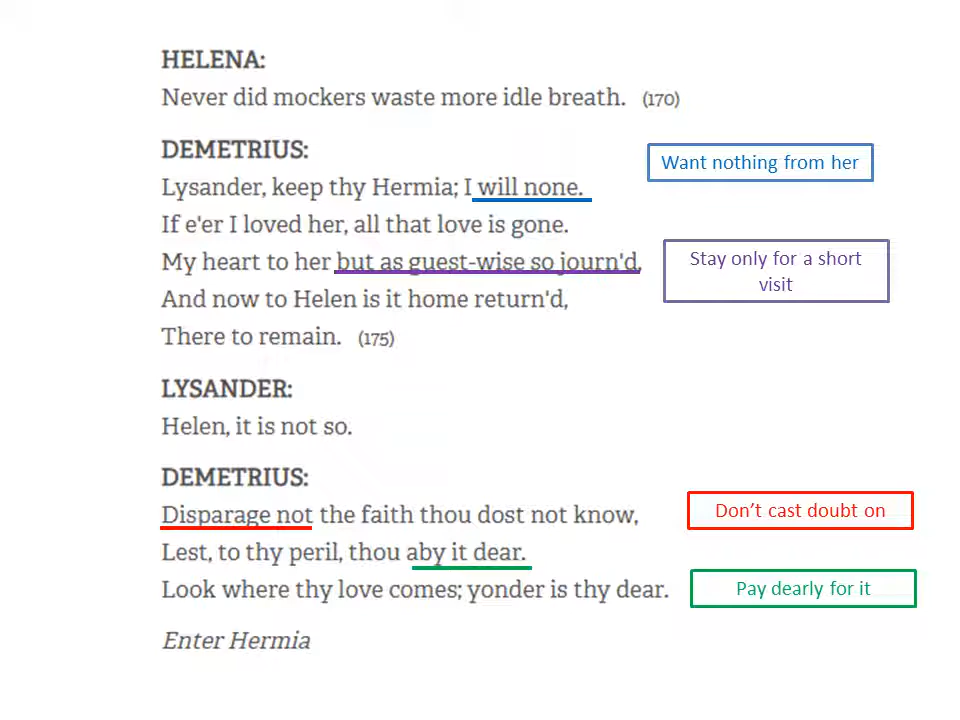 HELENA:
Never did mockers waste more idle breath. (170)
DEMETRIUS:
Want nothing from her
Lysander, keep thy Hermia; I will none.
If e'er I loved her, all that love is gone.
My heart to her but as guest-wise so journ'd,
Stay only for a short
visit
And now to Helen is it home return'd,
There to remain. (175)
LYSANDER:
Helen, it is not so.
DEMETRIUS:
Disparage not the faith thou dost not know,
Don’t cast doubt on
Lest, to thy peril, thou aby it dear.
Look where thy love comes; yonder is thy dear.
Pay dearly for it
Enter Hermia